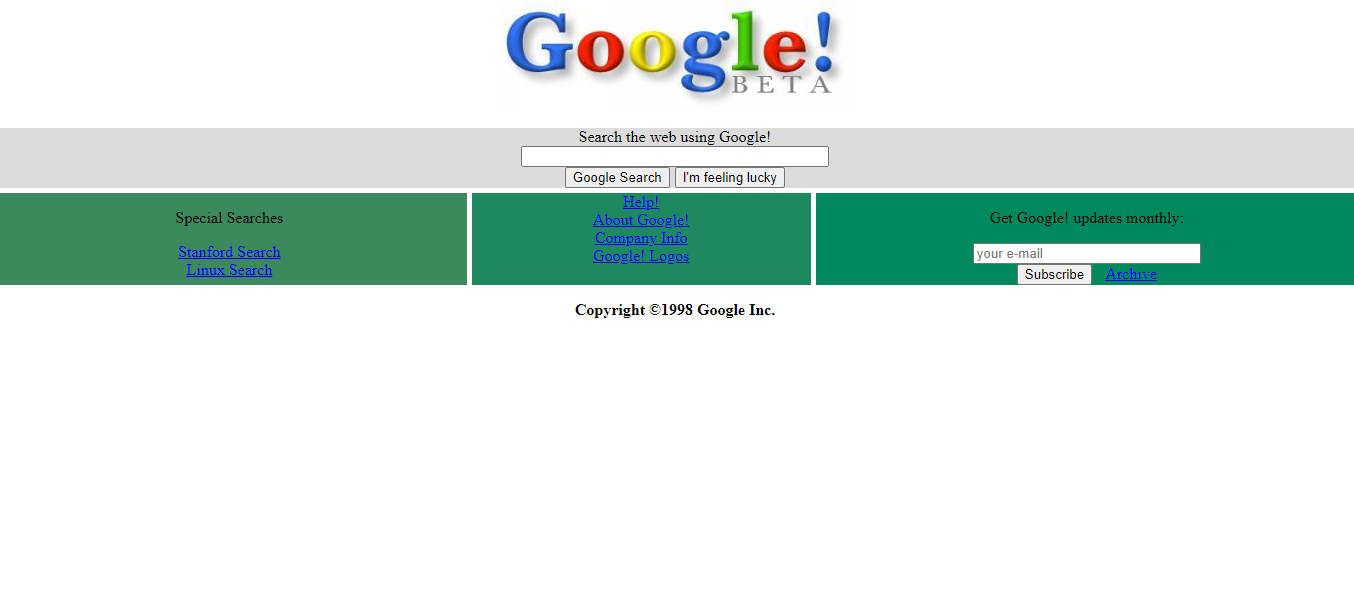 Google!
BETA
Search the web using Google!
Google Search I'm feeling lucky
Special Searches
Stanford Search
Linux Search
Help!
About Google!
Company Info
Google! Logos
Get Google! updates monthly:
your e-mail
Subscribe Archive
Copyright ©1998 Google Inc.